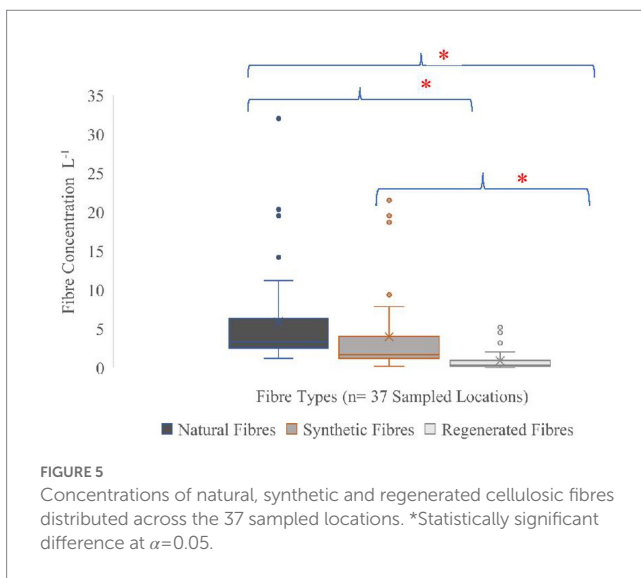 *
*
35
30
25
20
15
10
5
0
*
Fibre Concentration L-1
Fibre Types (n= 37 Sampled Locations)
Natural Fibres Synthetic Fibres Regenerated Fibres
FIGURE 5
Concentrations of natural, synthetic and regenerated cellulosic fibres
distributed across the 37 sampled locations. *Statistically significant
difference at α=0.05.